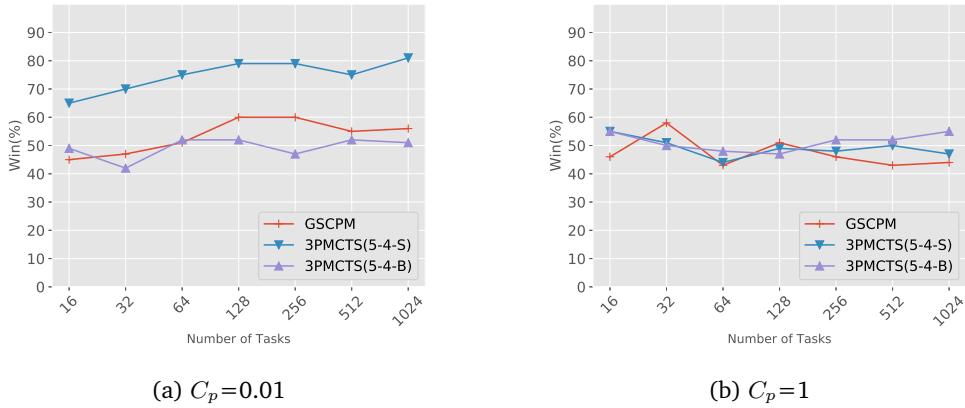 90
80
70
60
50
40
30
20
10
0
Win(%)
16
32
64
128
256
512
1024
Number of Tasks
GSCPM
3PMCTS(5-4-S)
3PMCTS(5-4-B)
(a) Cp=0.01
90
80
70
60
50
40
30
20
10
0
Win(%)
16
32
64
128
256
512
1024
Number of Tasks
GSCPM
3PMCTS(5-4-S)
3PMCTS(5-4-B)
(b) Cp=1